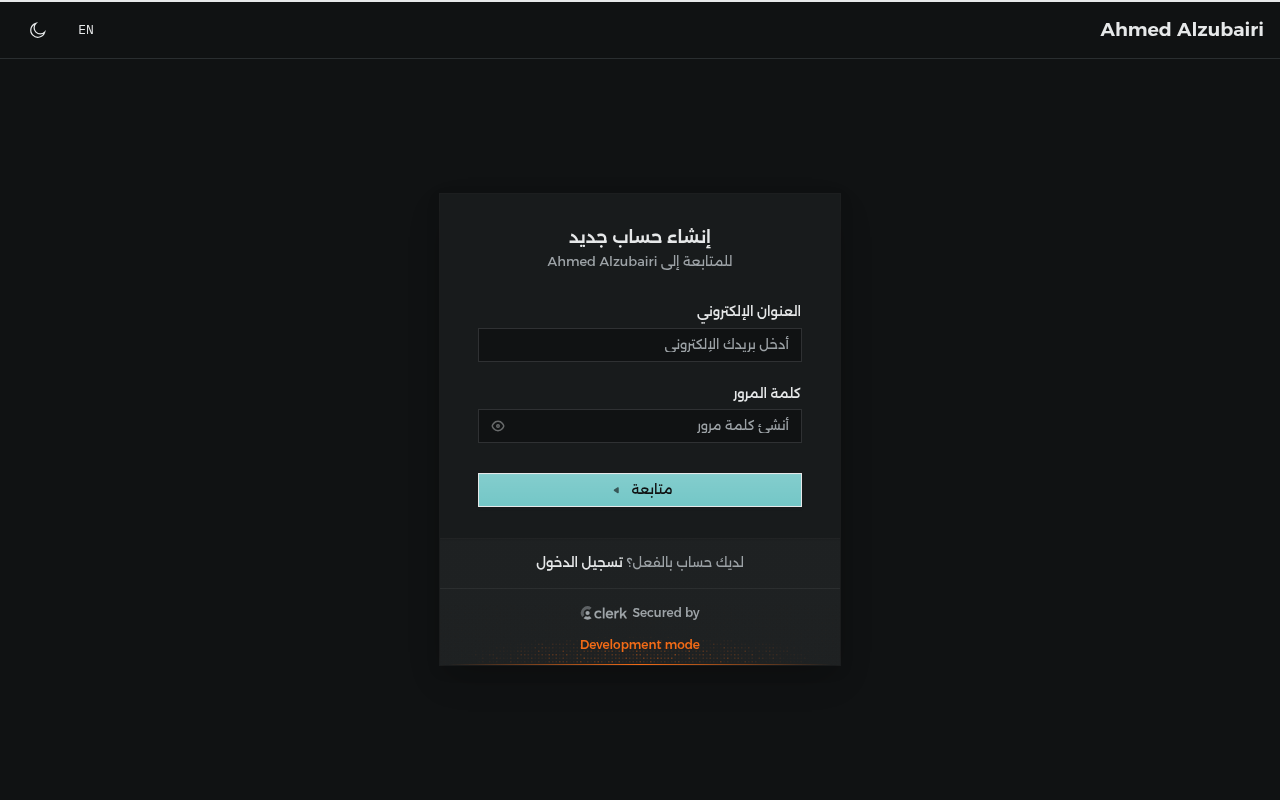 Ahmed Alzubairi
EN
إنشاء حساب جديد
للمتابعة إلى Ahmed Alzubairi
العنوان الإلكتروني
أدخل بريدك الإلكتروني
كلمة المرور
أنشئ كلمة مرور
متابعة
لديك حساب بالفعل؟ تسجيل الدخول
Secured by clerk
Development mode